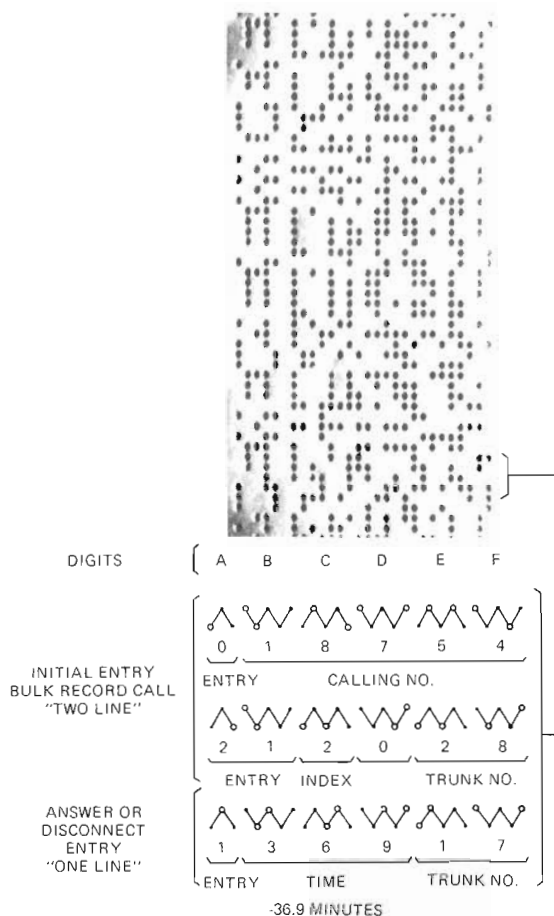 DIGITS A B C D E F
INITIAL ENTRY
BULK RECORD CALL
"TWO LINE"
0 1 8 7 5 4
ENTRY CALLING NO.
2 1 2 0 2 8
ENTRY INDEX TRUNK NO.
ANSWER OR
DISCONNECT
ENTRY
"ONE LINE"
1 3 6 9 1 7
ENTRY TIME TRUNK NO.
-36.9 MINUTES